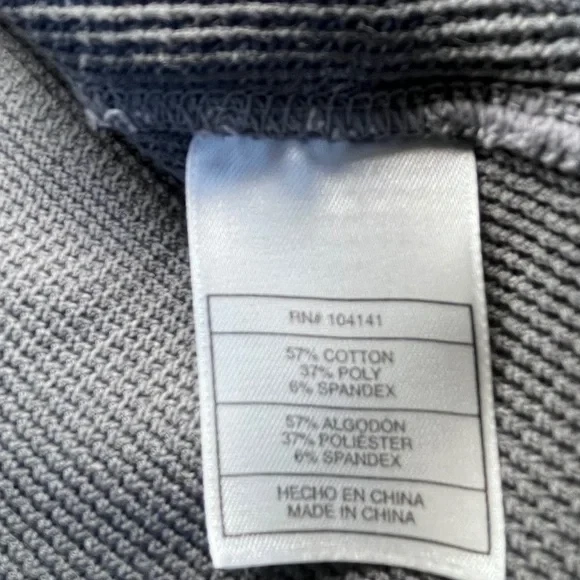 RN# 104141
57% COTTON
37% POLY
6% SPANDEX
57% ALGODON
37% POLIÉSTER
6% SPANDEX
HECHO EN CHINA
MADE IN CHINA